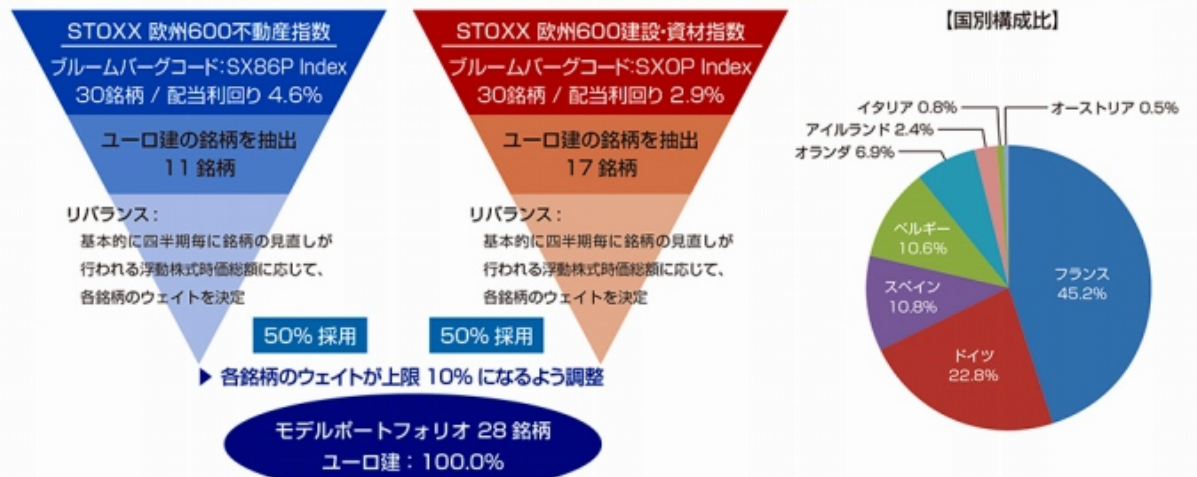 STOXX 欧州600不動産指数
ブルームバーグコード:SX86P Index
30銘柄 / 配当利回り 4.6%
ユーロ建の銘柄を抽出
11 銘柄
リバランス :
基本的に四半期毎に銘柄の見直しが
行われる浮動株式時価総額に応じて、
各銘柄のウェイトを決定
50% 採用
STOXX 欧州600建設・資材指数
ブルームバーグコード:SXOP Index
30銘柄 / 配当利回り 2.9%
ユーロ建の銘柄を抽出
17 銘柄
リバランス :
基本的に四半期毎に銘柄の見直しが
行われる浮動株式時価総額に応じて、
各銘柄のウェイトを決定
50% 採用
▶ 各銘柄のウェイトが上限 10% になるよう調整
モデルポートフォリオ 28 銘柄
ユーロ建 : 100.0%
【国別構成比】
イタリア 0.8%
オーストリア 0.5%
アイルランド 2.4%
オランダ 6.9%
ベルギー
10.6%
スペイン
10.8%
フランス
45.2%
ドイツ
22.8%